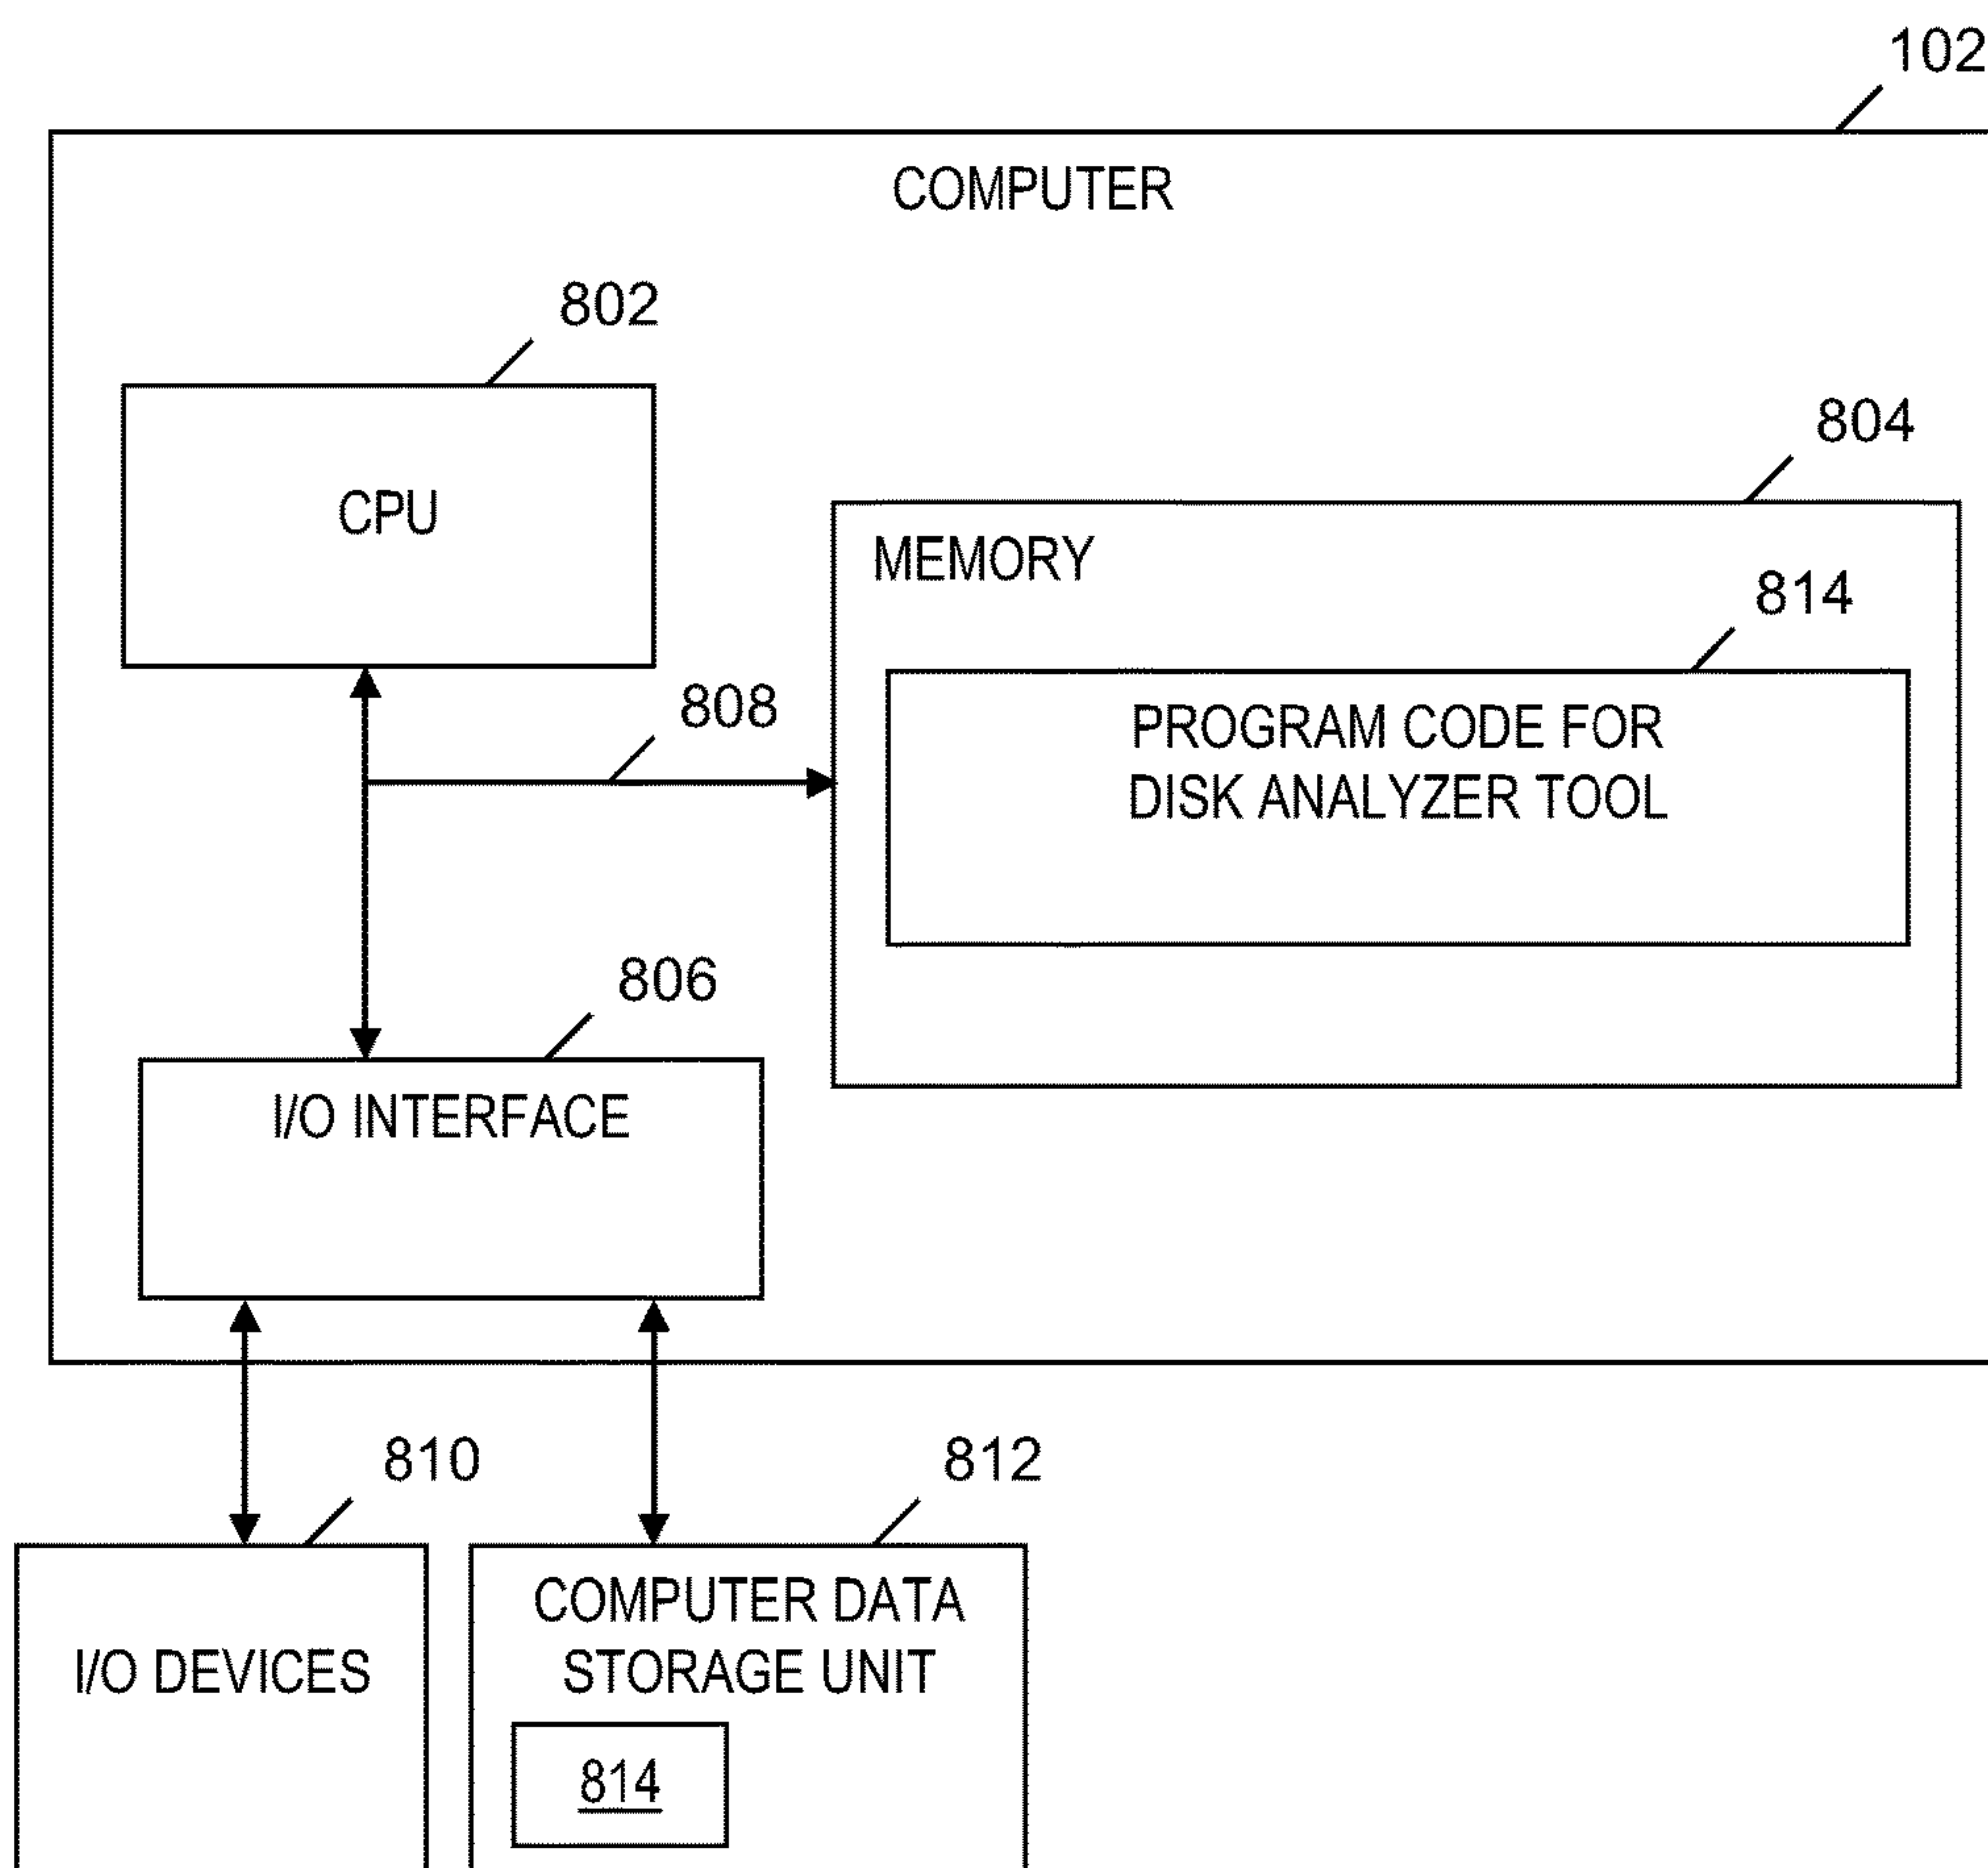 102
COMPUTER
802
CPU
804
MEMORY
814
PROGRAM CODE FOR
DISK ANALYZER TOOL
808
806
I/O INTERFACE
810
812
I/O DEVICES
COMPUTER DATA
STORAGE UNIT
814